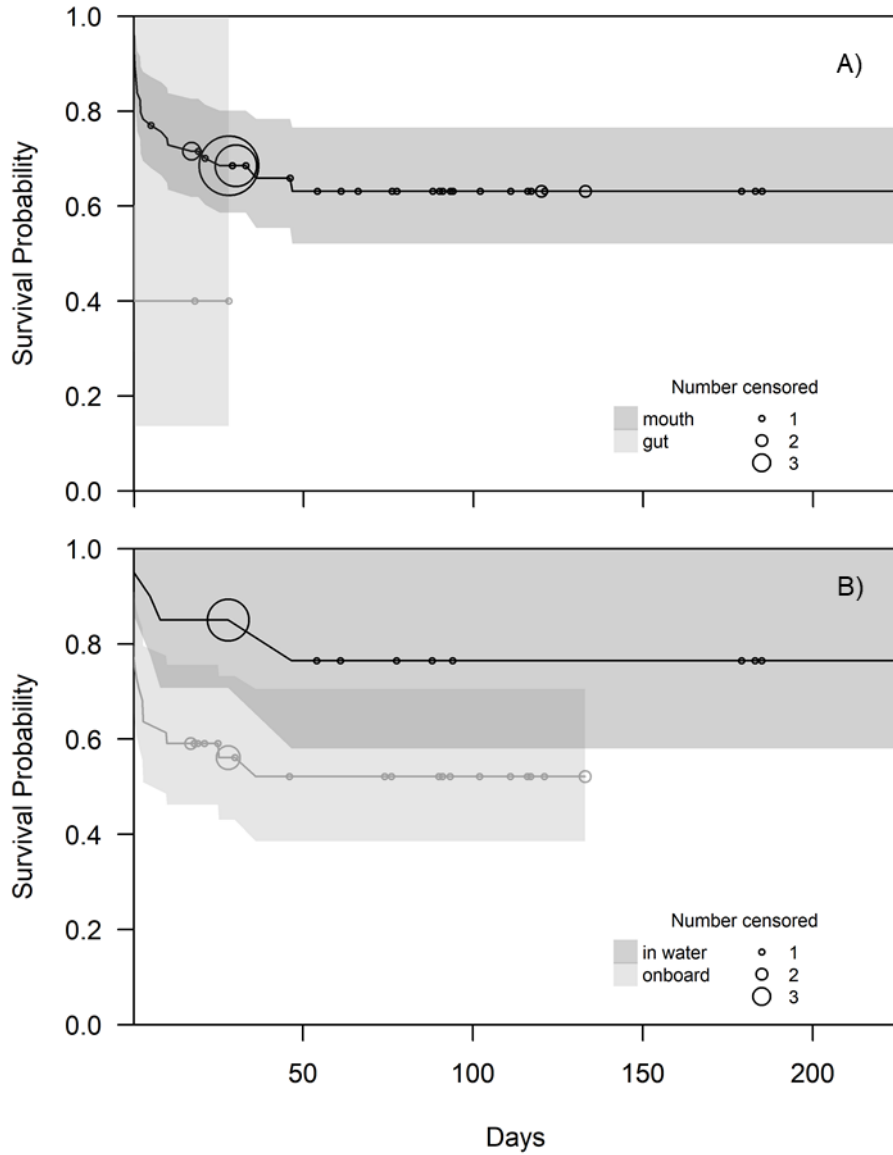 A)
1.0
0.8
0.6
0.4
0.2
0.0
Survival Probability
Number censored
mouth 1
gut 2
3
B)
1.0
0.8
0.6
0.4
0.2
0.0
Survival Probability
Number censored
in water 1
onboard 2
3
50 100 150 200
Days